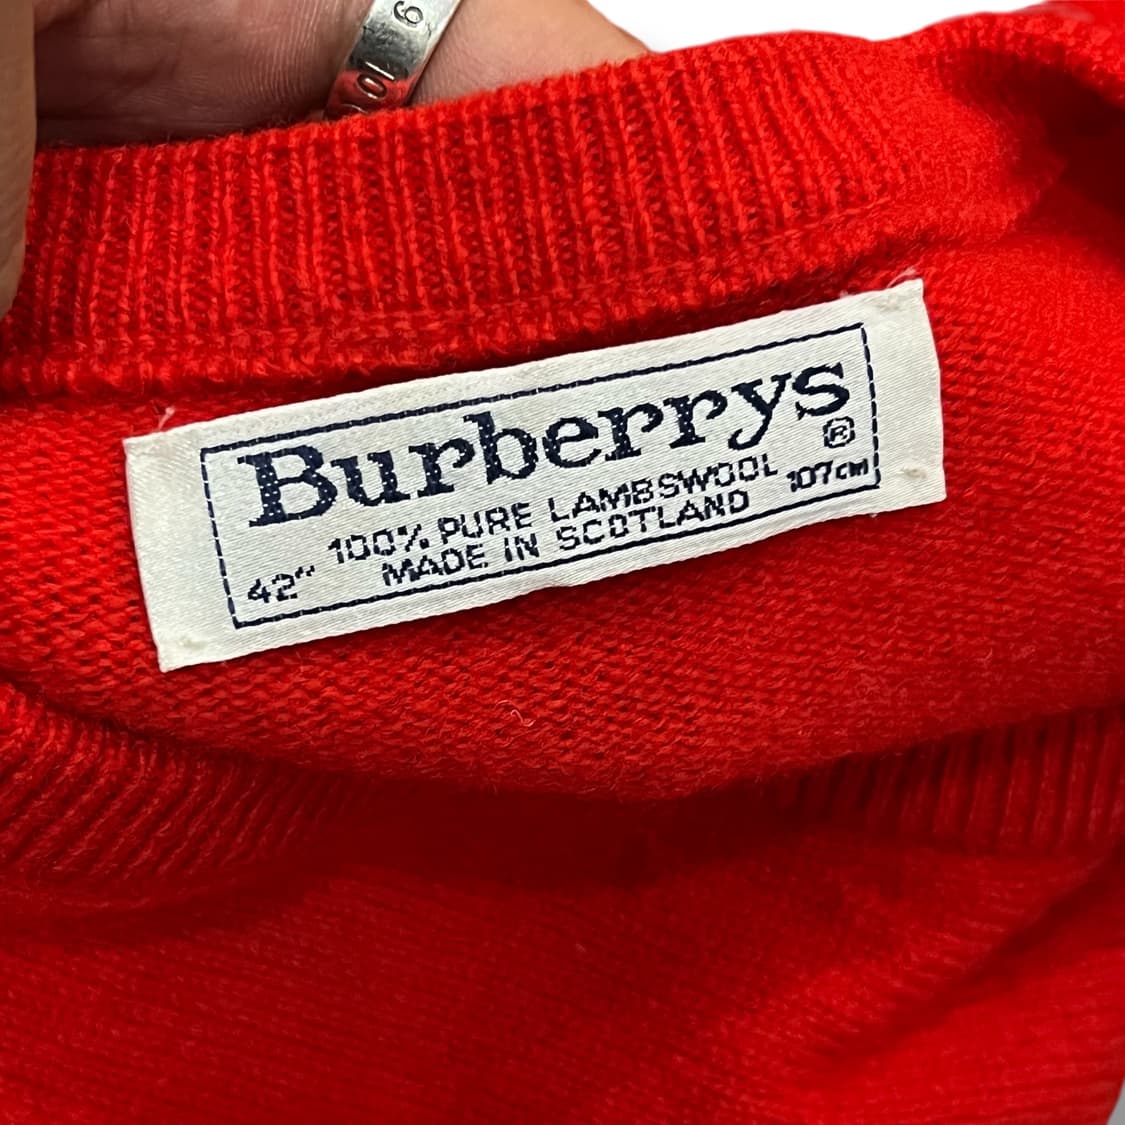 Burberrys
®
100% PURE LAMBSWOOL
42" MADE IN SCOTLAND 107cm